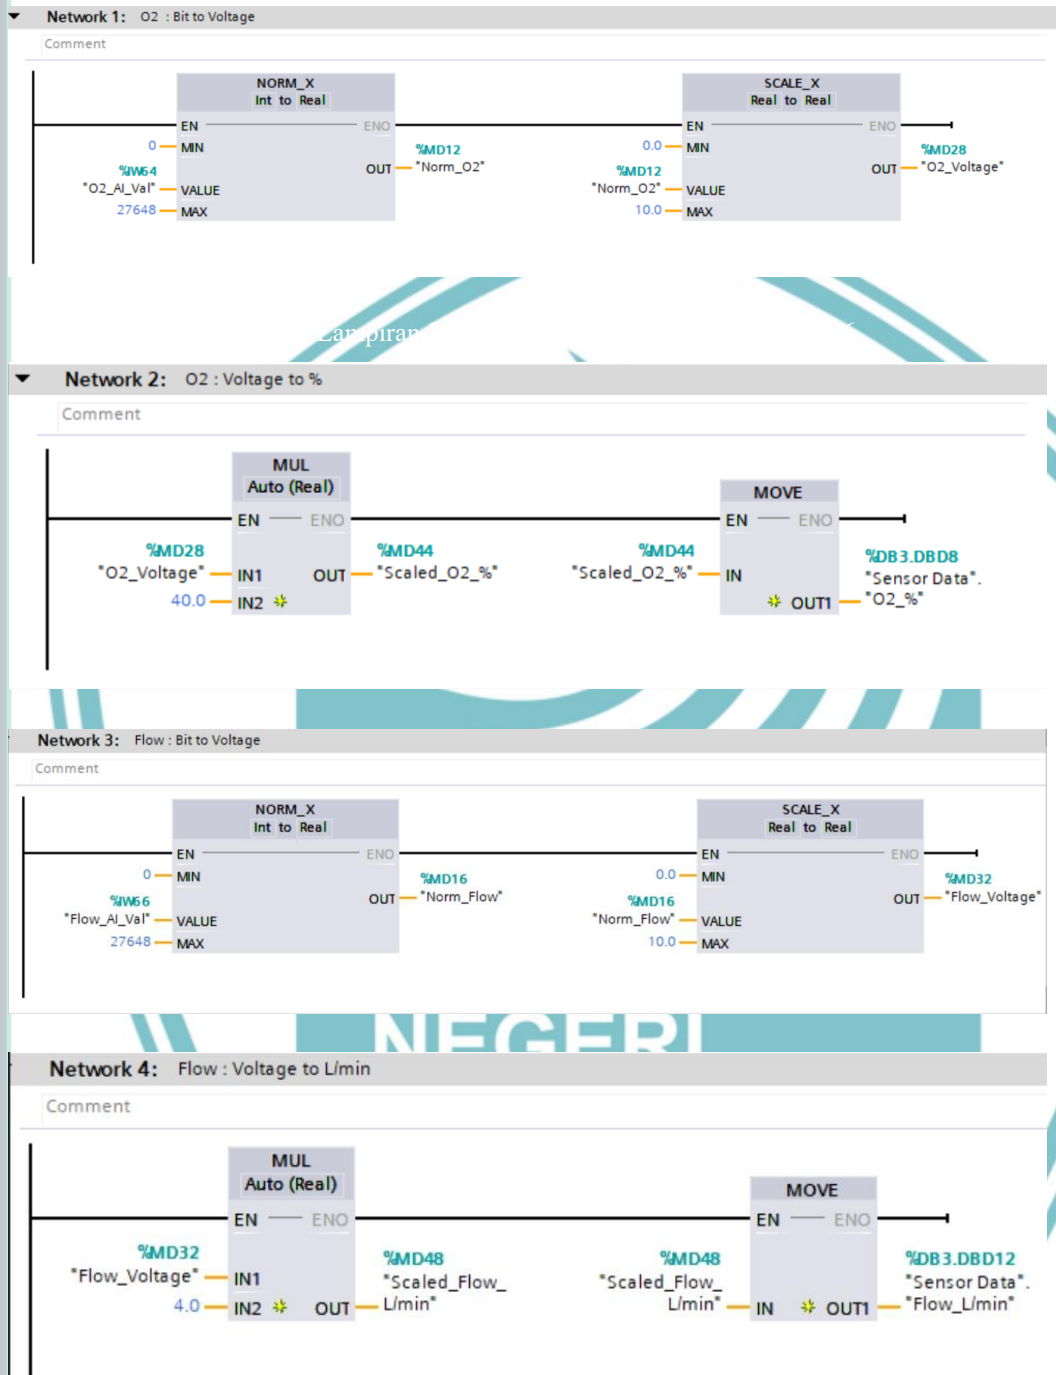 Network 1: O2 : Bit to Voltage
Comment
NORM_X
Int to Real
EN ENO
0 MIN
%IW64
"O2_AI_Val" VALUE
27648 MAX
OUT
%MD12
"Norm_O2"
SCALE_X
Real to Real
EN ENO
0.0 MIN
%MD12
"Norm_O2" VALUE
10.0 MAX
OUT
%MD28
"O2_Voltage"
Lampiran
Network 2: O2 : Voltage to %
Comment
MUL
Auto (Real)
EN ENO
%MD28
"O2_Voltage" IN1
40.0 IN2
OUT
%MD44
"Scaled_O2_%"
MOVE
EN ENO
%MD44
"Scaled_O2_%" IN
OUT1
%DB3.DBD8
"Sensor Data".
"O2_%"
Network 3: Flow : Bit to Voltage
Comment
NORM_X
Int to Real
EN ENO
0 MIN
%IW66
"Flow_AI_Val" VALUE
27648 MAX
OUT
%MD16
"Norm_Flow"
SCALE_X
Real to Real
EN ENO
0.0 MIN
%MD16
"Norm_Flow" VALUE
10.0 MAX
OUT
%MD32
"Flow_Voltage"
NEGERI
Network 4: Flow : Voltage to L/min
Comment
MUL
Auto (Real)
EN ENO
%MD32
"Flow_Voltage" IN1
4.0 IN2
OUT
%MD48
"Scaled_Flow_
L/min"
MOVE
EN ENO
%MD48
"Scaled_Flow_
L/min" IN
OUT1
%DB3.DBD12
"Sensor Data".
"Flow_L/min"